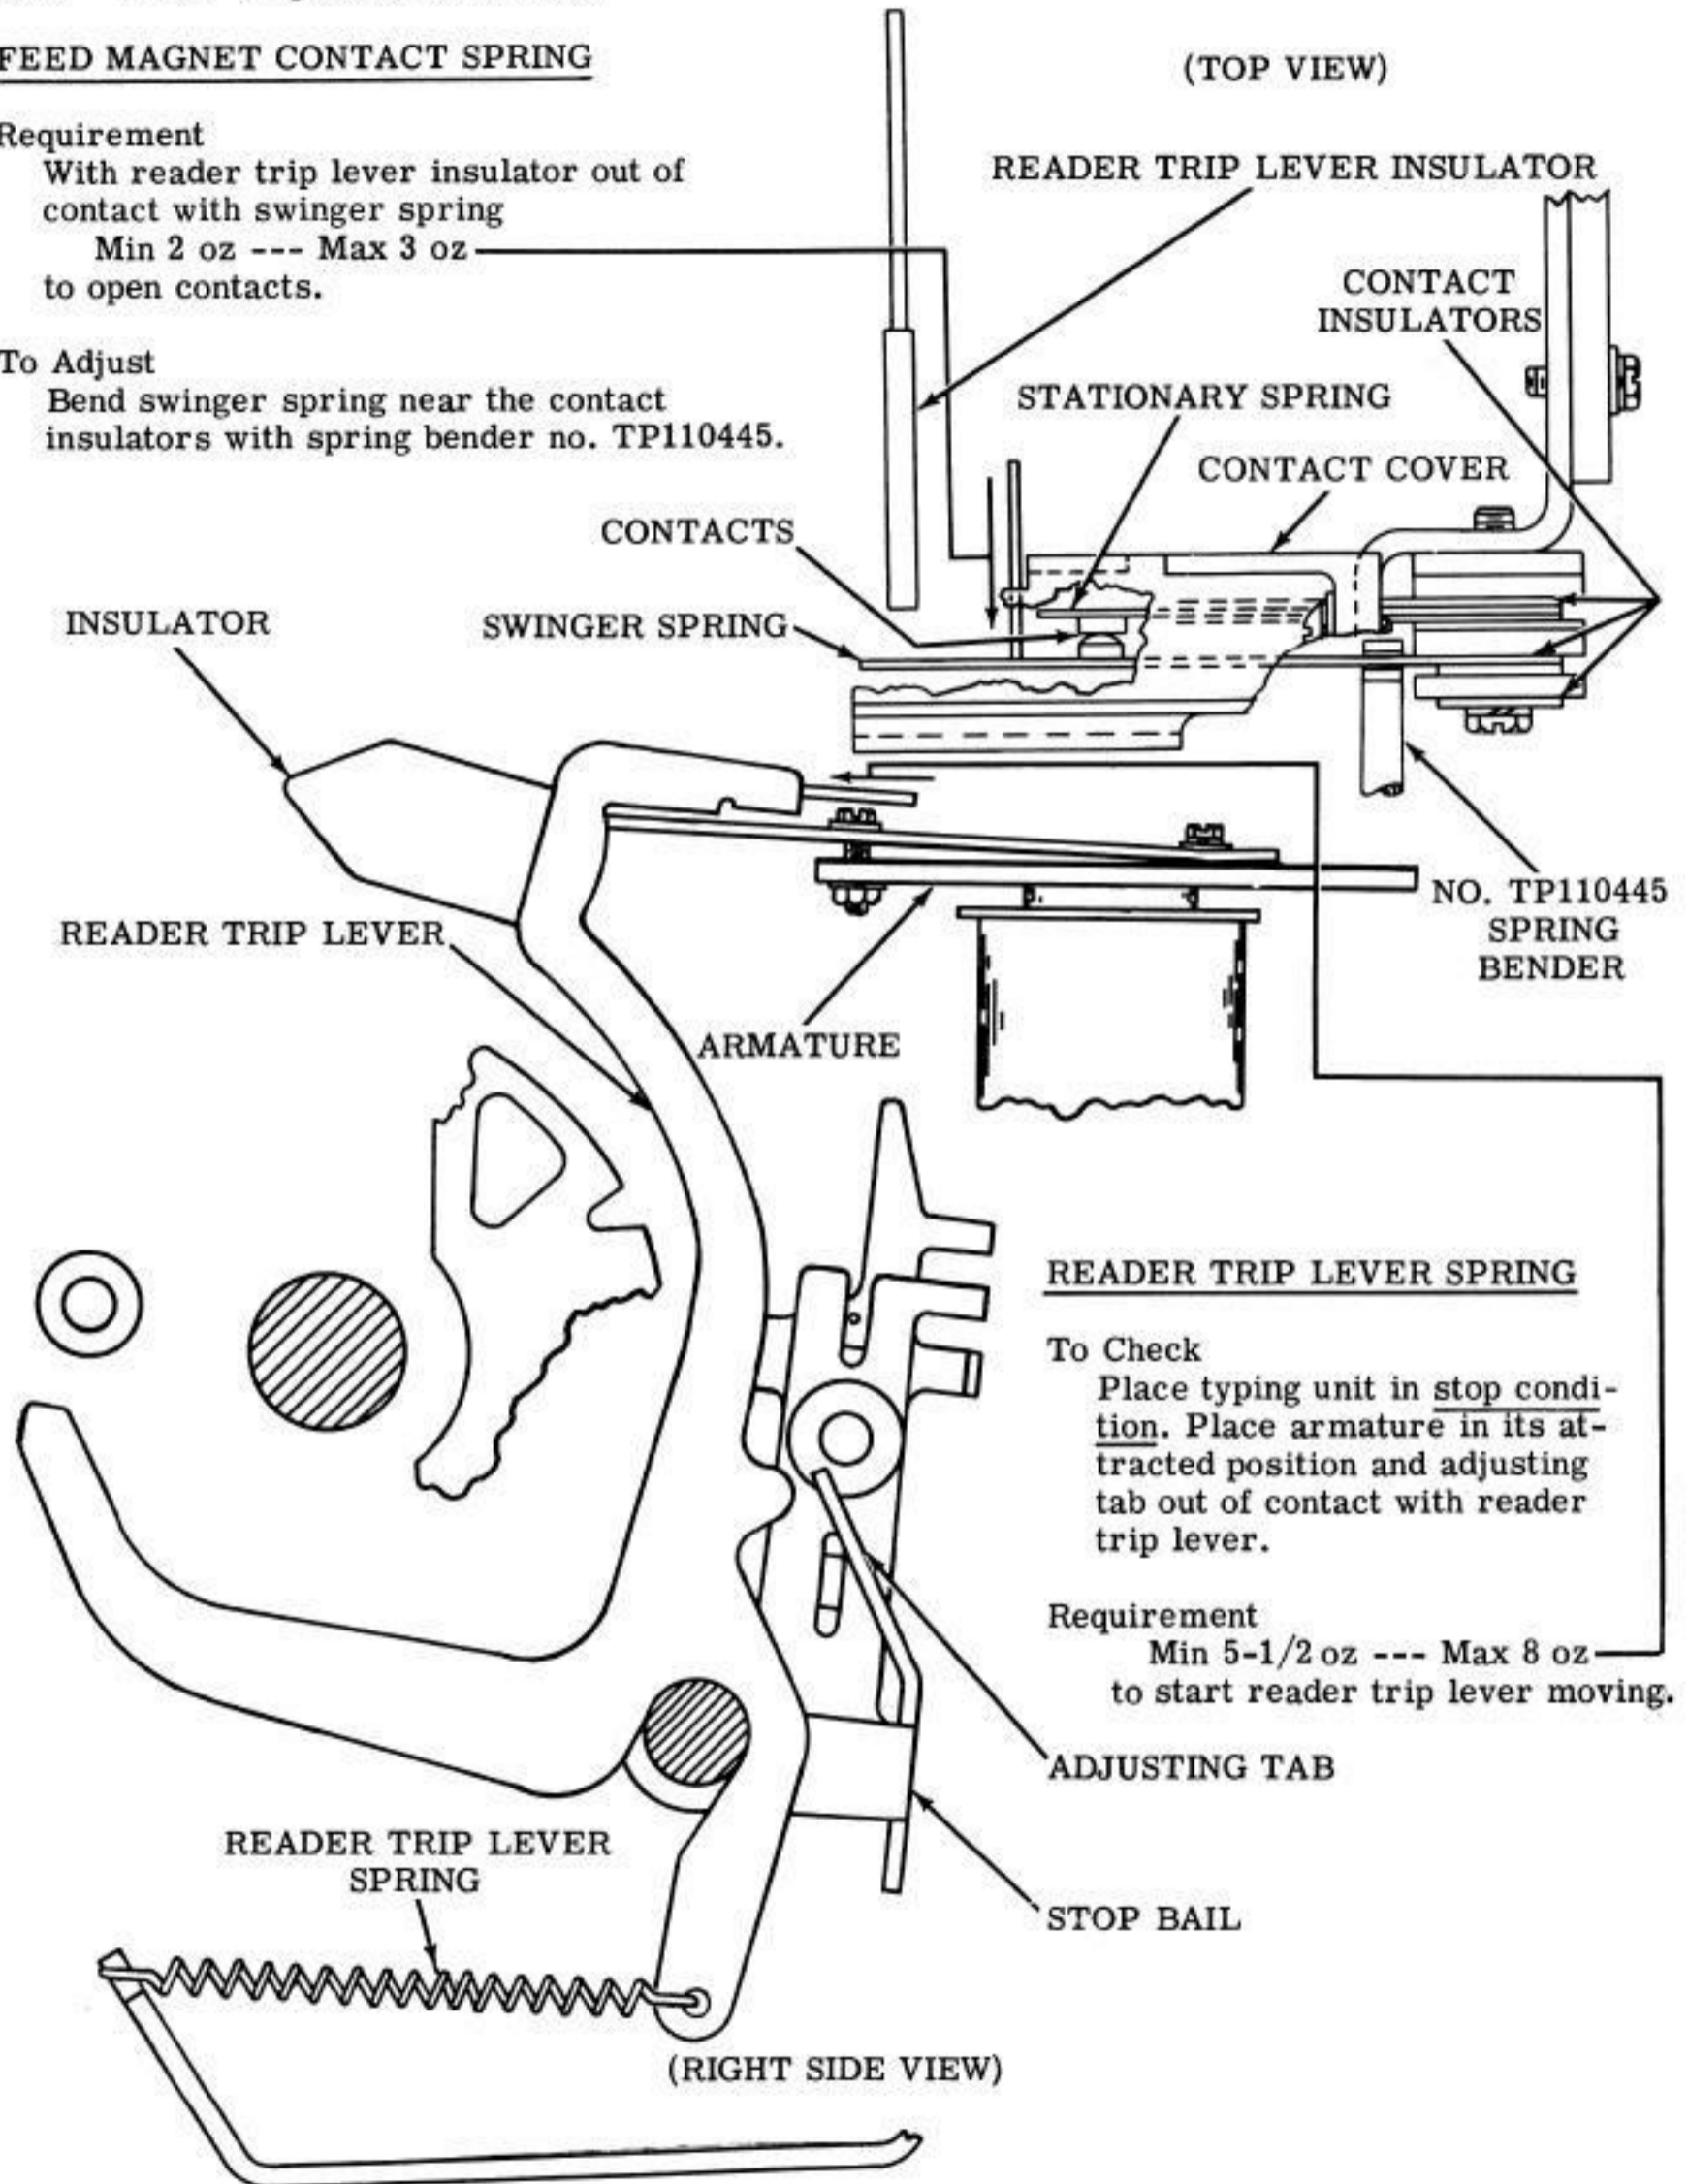 FEED MAGNET CONTACT SPRING
Requirement
With reader trip lever insulator out of
contact with swinger spring
Min 2 oz --- Max 3 oz
to open contacts.
To Adjust
Bend swinger spring near the contact
insulators with spring bender no. TP110445.
(TOP VIEW)
READER TRIP LEVER INSULATOR
CONTACT
INSULATORS
STATIONARY SPRING
CONTACT COVER
CONTACTS
SWINGER SPRING
INSULATOR
NO. TP110445
SPRING
BENDER
READER TRIP LEVER
ARMATURE
READER TRIP LEVER SPRING
To Check
Place typing unit in stop condi-
tion. Place armature in its at-
tracted position and adjusting
tab out of contact with reader
trip lever.
Requirement
Min 5-1/2 oz --- Max 8 oz
to start reader trip lever moving.
ADJUSTING TAB
STOP BAIL
READER TRIP LEVER
SPRING
(RIGHT SIDE VIEW)